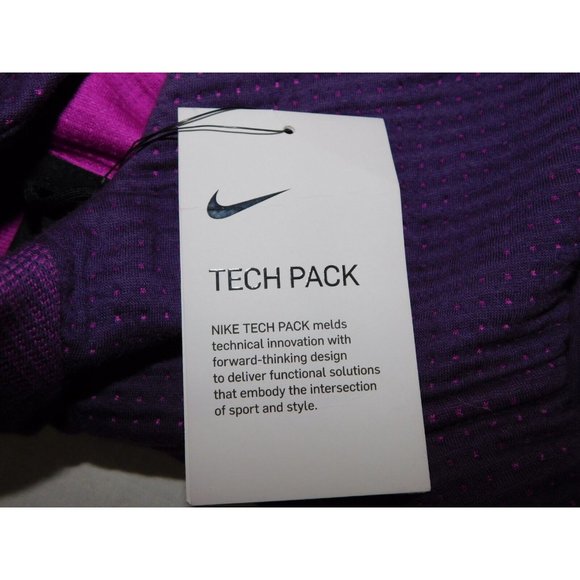 TECH PACK
NIKE TECH PACK melds
technical innovation with
forward-thinking design
to deliver functional solutions
that embody the intersection
of sport and style.